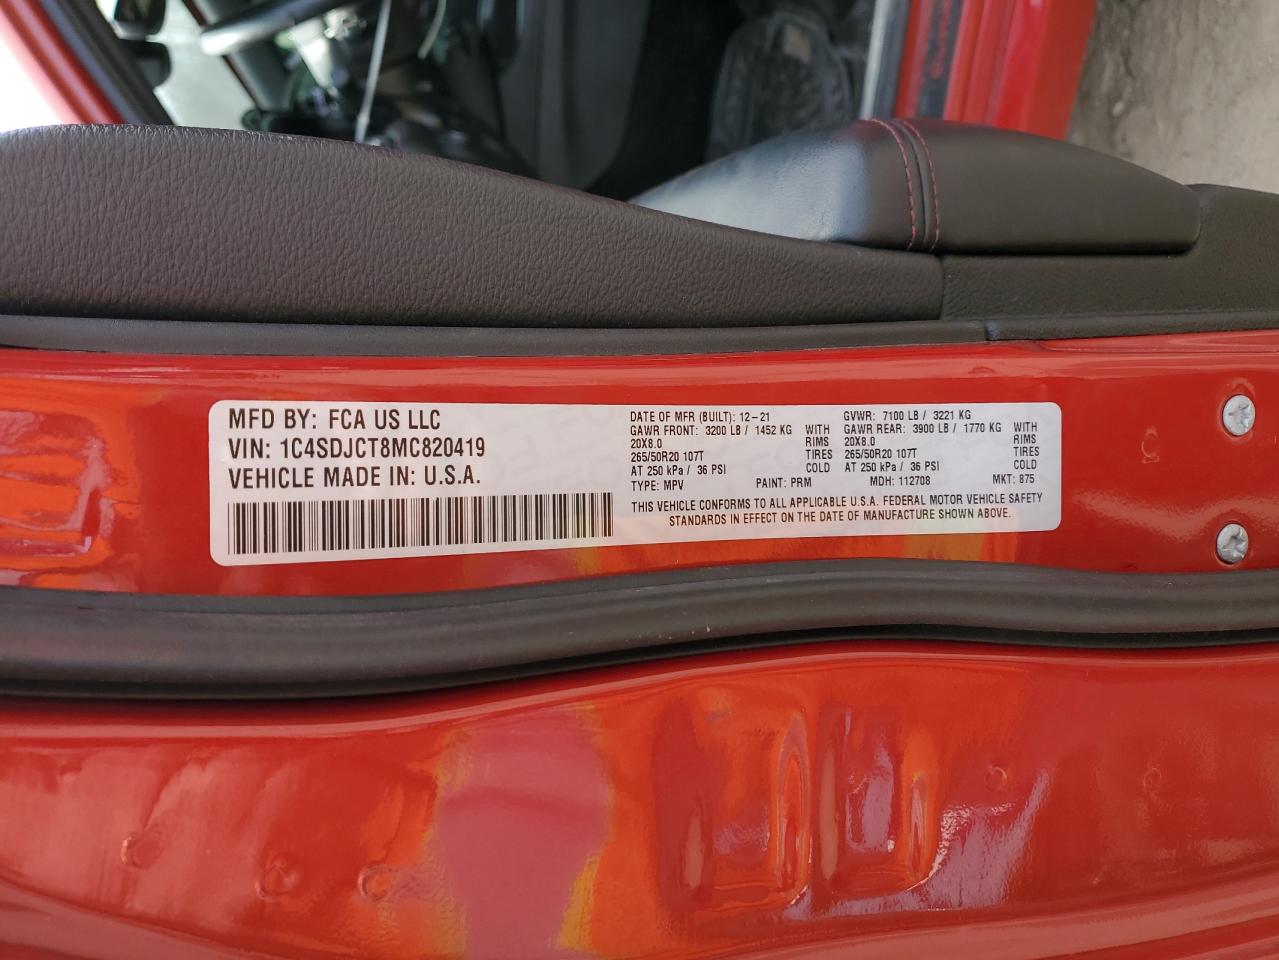 MFD BY: FCA US LLC
VIN: 1C4SDJCT8MC820419
VEHICLE MADE IN: U.S.A.
DATE OF MFR (BUILT): 12-21
GAWR FRONT: 3200 LB / 1452 KG WITH
20X8.0 RIMS
265/50R20 107T TIRES
AT 250 kPa / 36 PSI COLD
TYPE: MPV PAINT: PRM
GVWR: 7100 LB / 3221 KG
GAWR REAR: 3900 LB / 1770 KG WITH
20X8.0 RIMS
265/50R20 107T TIRES
AT 250 kPa / 36 PSI COLD
MDH: 112708 MKT: 875
THIS VEHICLE CONFORMS TO ALL APPLICABLE U.S.A. FEDERAL MOTOR VEHICLE SAFETY
STANDARDS IN EFFECT ON THE DATE OF MANUFACTURE SHOWN ABOVE.